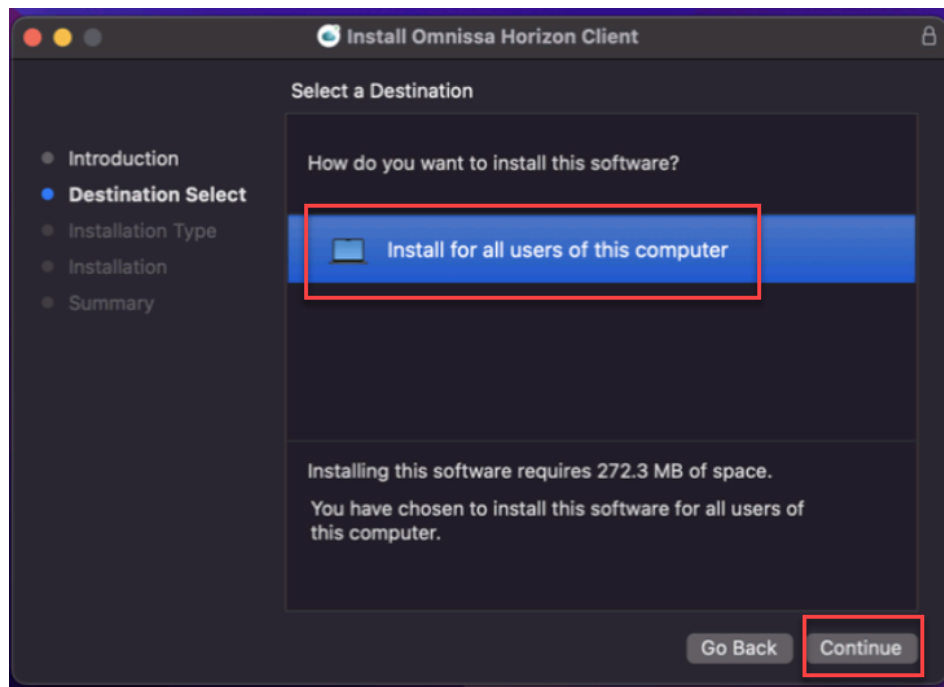 Install Omnissa Horizon Client
Select a Destination
Introduction
Destination Select
Installation Type
Installation
Summary
How do you want to install this software?
Install for all users of this computer
Installing this software requires 272.3 MB of space.
You have chosen to install this software for all users of
this computer.
Go Back
Continue